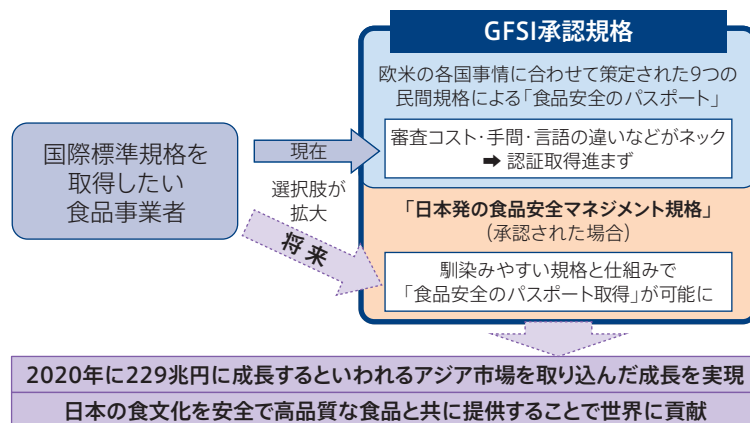 GFSI承認規格
欧米の各国事情に合わせて策定された9つの
民間規格による「食品安全のパスポート」
審査コスト・手間・言語の違いなどがネック
➡ 認証取得進まず
国際標準規格を
取得したい
食品事業者
現在
選択肢が
拡大
将来
「日本発の食品安全マネジメント規格」
(承認された場合)
馴染みやすい規格と仕組みで
「食品安全のパスポート取得」が可能に
2020年に229兆円に成長するといわれるアジア市場を取り込んだ成長を実現
日本の食文化を安全で高品質な食品と共に提供することで世界に貢献